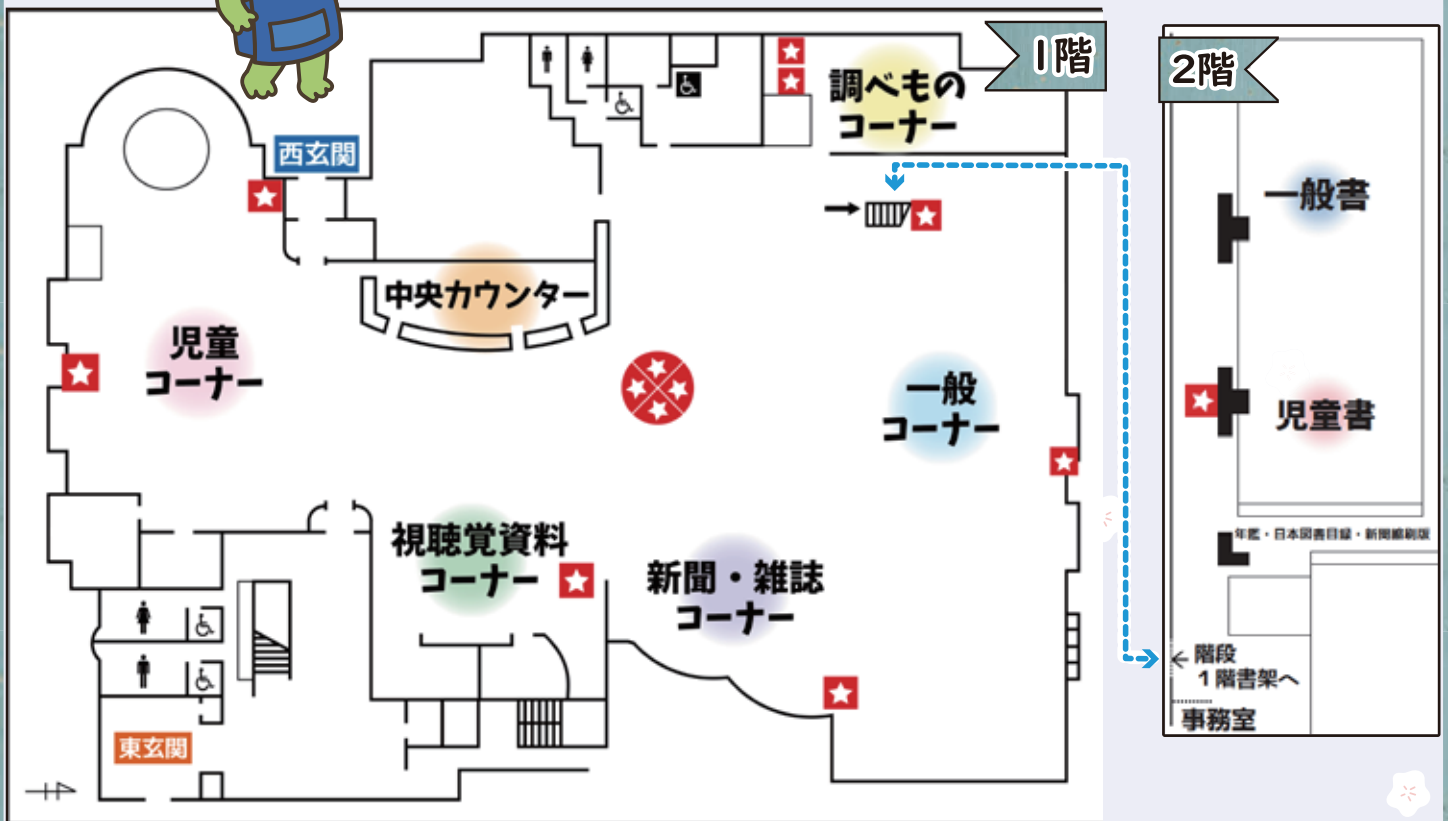 1階
調べもの
コーナー
西玄関
中央カウンター
児童
コーナー
一般
コーナー
視聴覚資料
コーナー
新聞・雑誌
コーナー
東玄関
2階
一般書
児童書
年鑑・日本図書目録・新聞縮刷版
階段
1階書架へ
事務室